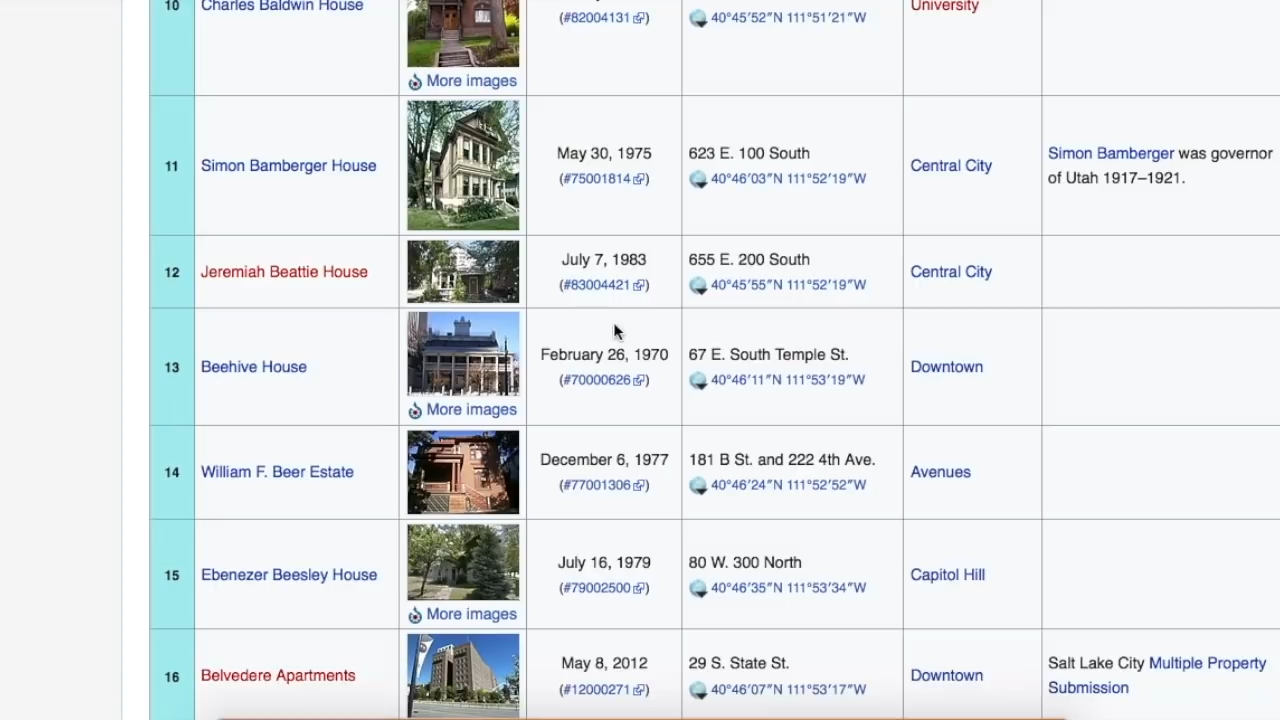 10
Charles Baldwin House
(#82004131)
40°45′52″N 111°51′21″W
University
More images
11
Simon Bamberger House
May 30, 1975
(#75001814)
623 E. 100 South
40°46′03″N 111°52′19″W
Central City
Simon Bamberger was governor
of Utah 1917–1921.
12
Jeremiah Beattie House
July 7, 1983
(#83004421)
655 E. 200 South
40°45′55″N 111°52′19″W
Central City
13
Beehive House
More images
February 26, 1970
(#70000626)
67 E. South Temple St.
40°46′11″N 111°53′19″W
Downtown
14
William F. Beer Estate
December 6, 1977
(#77001306)
181 B St. and 222 4th Ave.
40°46′24″N 111°52′52″W
Avenues
15
Ebenezer Beesley House
More images
July 16, 1979
(#79002500)
80 W. 300 North
40°46′35″N 111°53′34″W
Capitol Hill
16
Belvedere Apartments
May 8, 2012
(#12000271)
29 S. State St.
40°46′07″N 111°53′17″W
Downtown
Salt Lake City Multiple Property
Submission